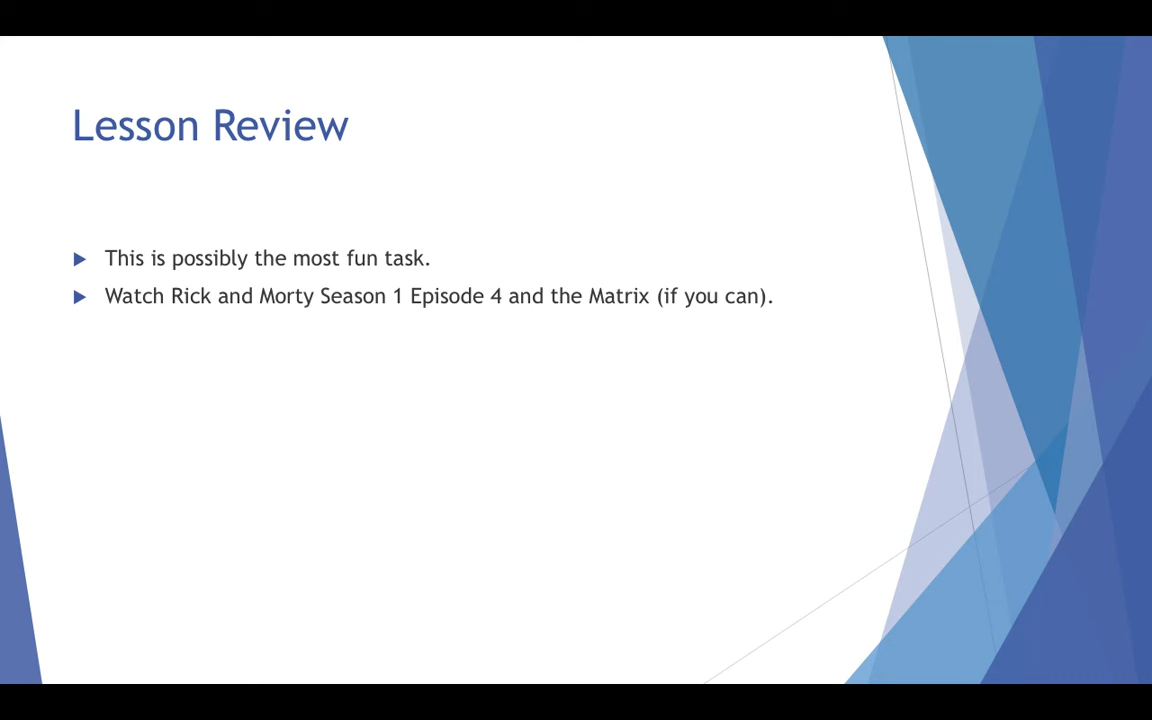 Lesson Review
This is possibly the most fun task.
Watch Rick and Morty Season 1 Episode 4 and the Matrix (if you can).